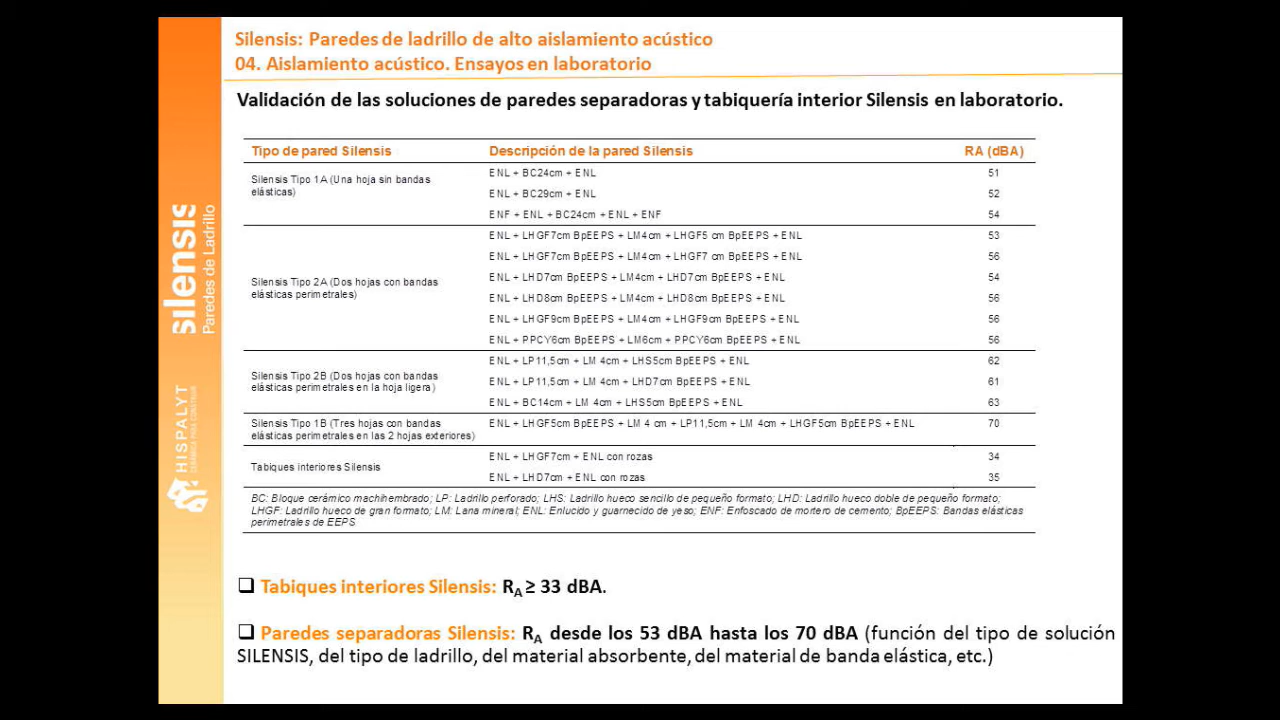 Silensis: Paredes de ladrillo de alto aislamiento acústico
04. Aislamiento acústico. Ensayos en laboratorio
Validación de las soluciones de paredes separadoras y tabiquería interior Silensis en laboratorio.
Tipo de pared Silensis Descripción de la pared Silensis RA (dBA)
Silensis Tipo 1A (Una hoja sin bandas
elásticas)
ENL + BC24cm + ENL 51
ENL + BC29cm + ENL 52
ENF + ENL + BC24cm + ENL + ENF 54
Silensis Tipo 2A (Dos hojas con bandas
elásticas perimetrales)
ENL + LHGF7cm BpEEPS + LM4cm + LHGF5 cm BpEEPS + ENL 53
ENL + LHGF7cm BpEEPS + LM4cm + LHGF7 cm BpEEPS + ENL 56
ENL + LHD7cm BpEEPS + LM4cm + LHD7cm BpEEPS + ENL 54
ENL + LHD8cm BpEEPS + LM4cm + LHD8cm BpEEPS + ENL 56
ENL + LHGF9cm BpEEPS + LM4cm + LHGF9cm BpEEPS + ENL 56
ENL + PPCY6cm BpEEPS + LM6cm + PPCY6cm BpEEPS + ENL 56
Silensis Tipo 2B (Dos hojas con bandas
elásticas perimetrales en la hoja ligera)
ENL + LP11,5cm + LM 4cm + LHS5cm BpEEPS + ENL 62
ENL + LP11,5cm + LM 4cm + LHD7cm BpEEPS + ENL 61
ENL + BC14cm + LM 4cm + LHS5cm BpEEPS + ENL 63
Silensis Tipo 1B (Tres hojas con bandas
elásticas perimetrales en las 2 hojas exteriores)
ENL + LHGF5cm BpEEPS + LM 4 cm + LP11,5cm + LM 4cm + LHGF5cm BpEEPS + ENL 70
Tabiques interiores Silensis
ENL + LHGF7cm + ENL con rozas 34
ENL + LHD7cm + ENL con rozas 35
BC: Bloque cerámico machihembrado; LP: Ladrillo perforado; LHS: Ladrillo hueco sencillo de pequeño formato; LHD: Ladrillo hueco doble de pequeño formato;
LHGF: Ladrillo hueco de gran formato; LM: Lana mineral; ENL: Enlucido y guarnecido de yeso; ENF: Enfoscado de mortero de cemento; BpEEPS: Bandas elásticas
perimetrales de EEPS
Tabiques interiores Silensis: RA ≥ 33 dBA.
Paredes separadoras Silensis: RA desde los 53 dBA hasta los 70 dBA (función del tipo de solución
SILENSIS, del tipo de ladrillo, del material absorbente, del material de banda elástica, etc.)
silensis
Paredes de Ladrillo
HISPALYT
CERÁMICA PARA CONSTRUIR